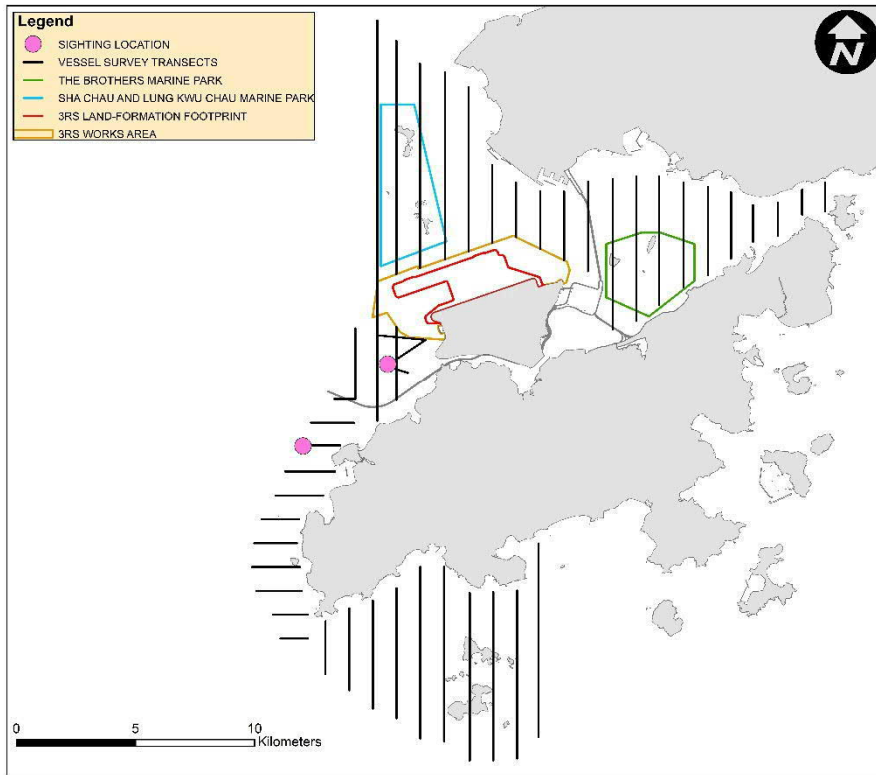 Legend
SIGHTING LOCATION
VESSEL SURVEY TRANSECTS
THE BROTHERS MARINE PARK
SHA CHAU AND LUNG KWU CHAU MARINE PARK
3RS LAND-FORMATION FOOTPRINT
3RS WORKS AREA
N
0 5 10
Kilometers